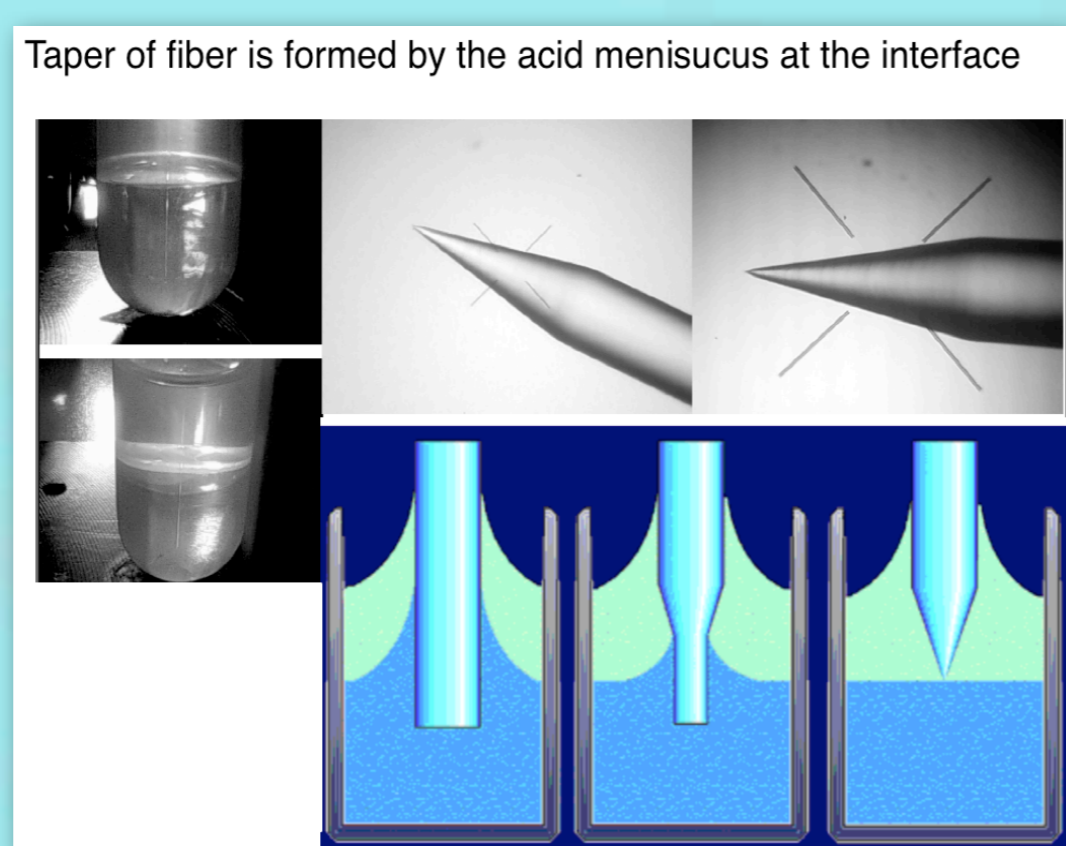 Taper of fiber is formed by the acid menisucus at the interface